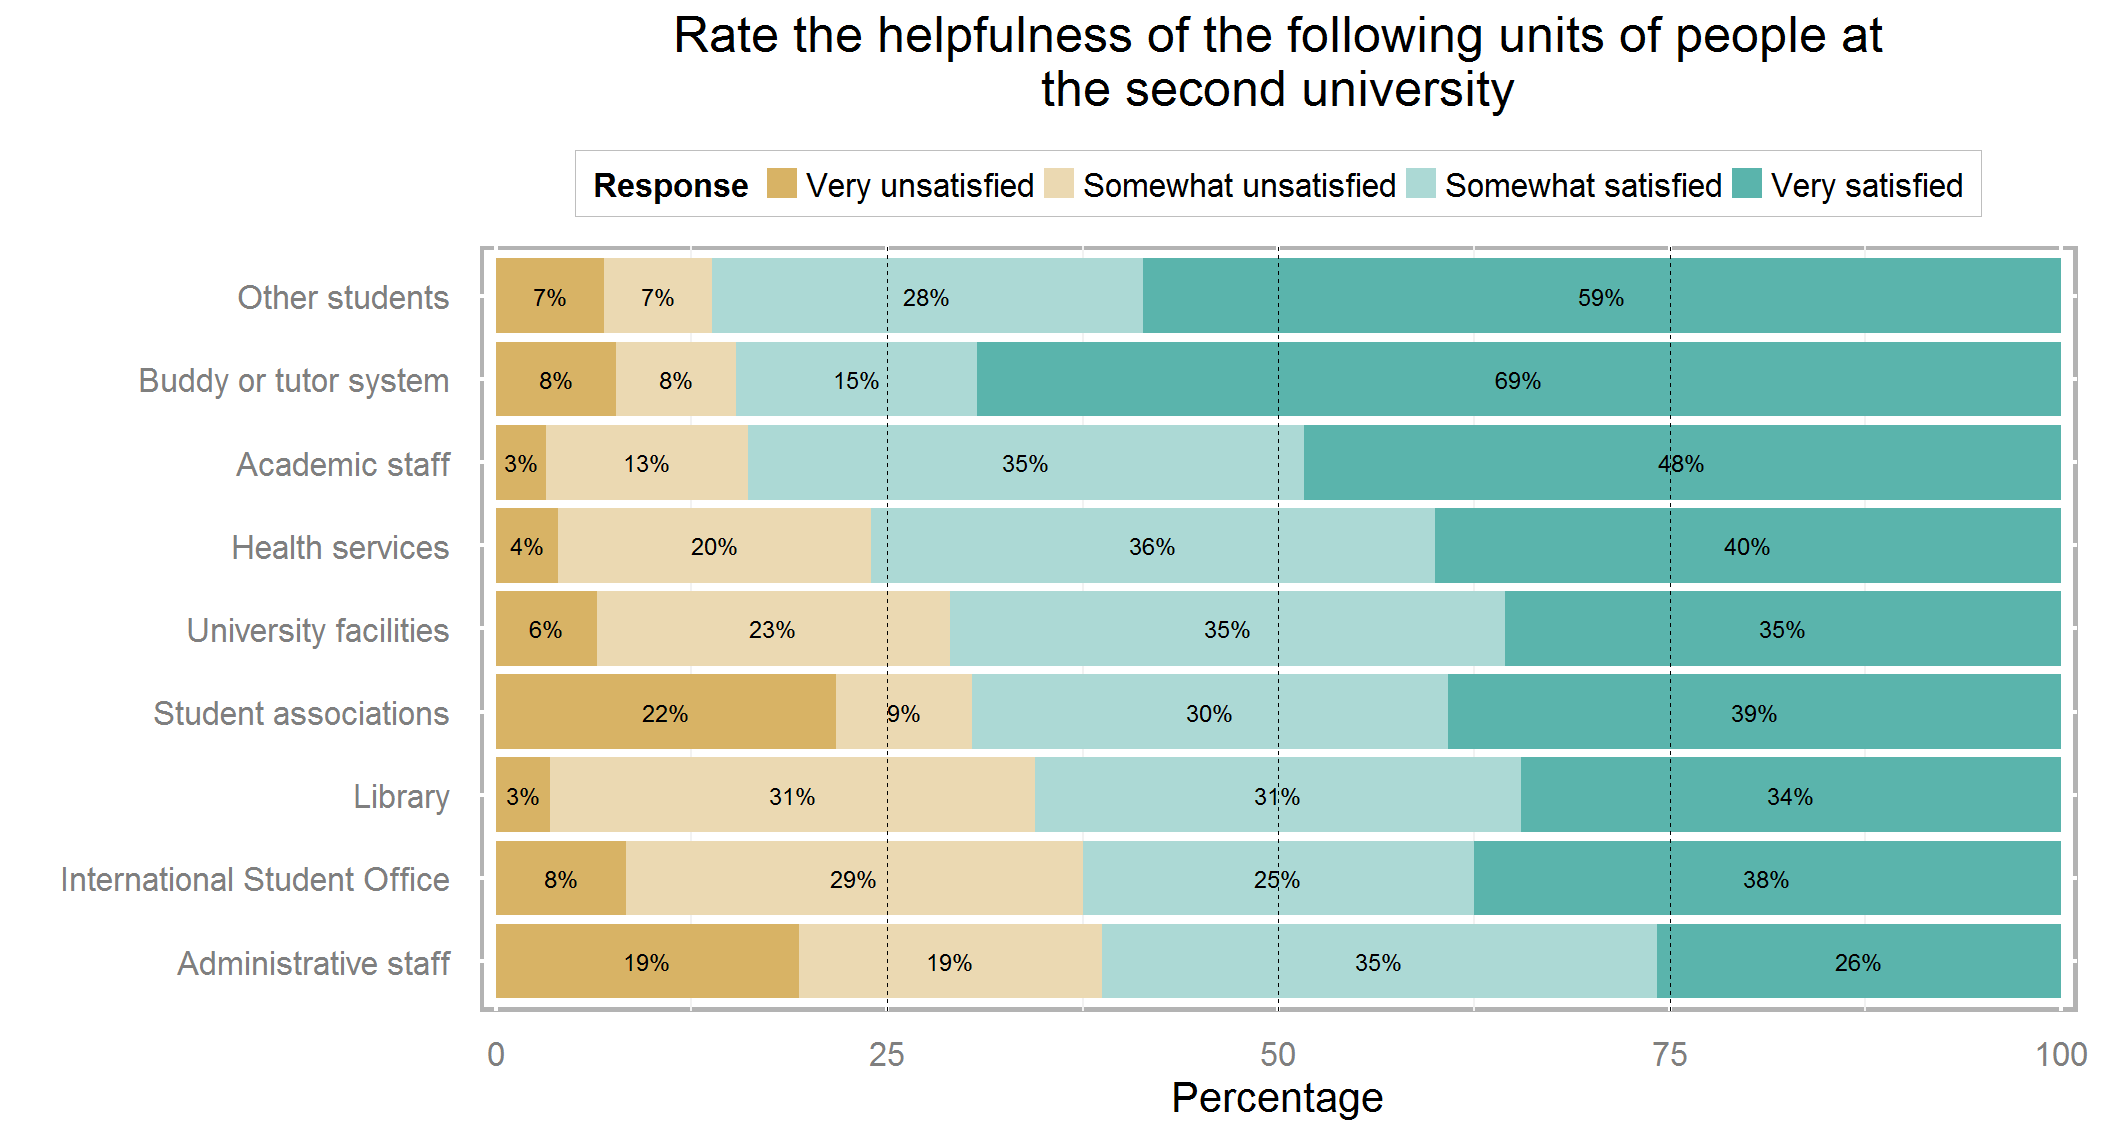 Rate the helpfulness of the following units of people at
the second university
Response Very unsatisfied Somewhat unsatisfied Somewhat satisfied Very satisfied
Other students 7% 7% 28% 59%
Buddy or tutor system 8% 8% 15% 69%
Academic staff 3% 13% 35% 48%
Health services 4% 20% 36% 40%
University facilities 6% 23% 35% 35%
Student associations 22% 9% 30% 39%
Library 3% 31% 31% 34%
International Student Office 8% 29% 25% 38%
Administrative staff 19% 19% 35% 26%
0 25 50 75 100
Percentage